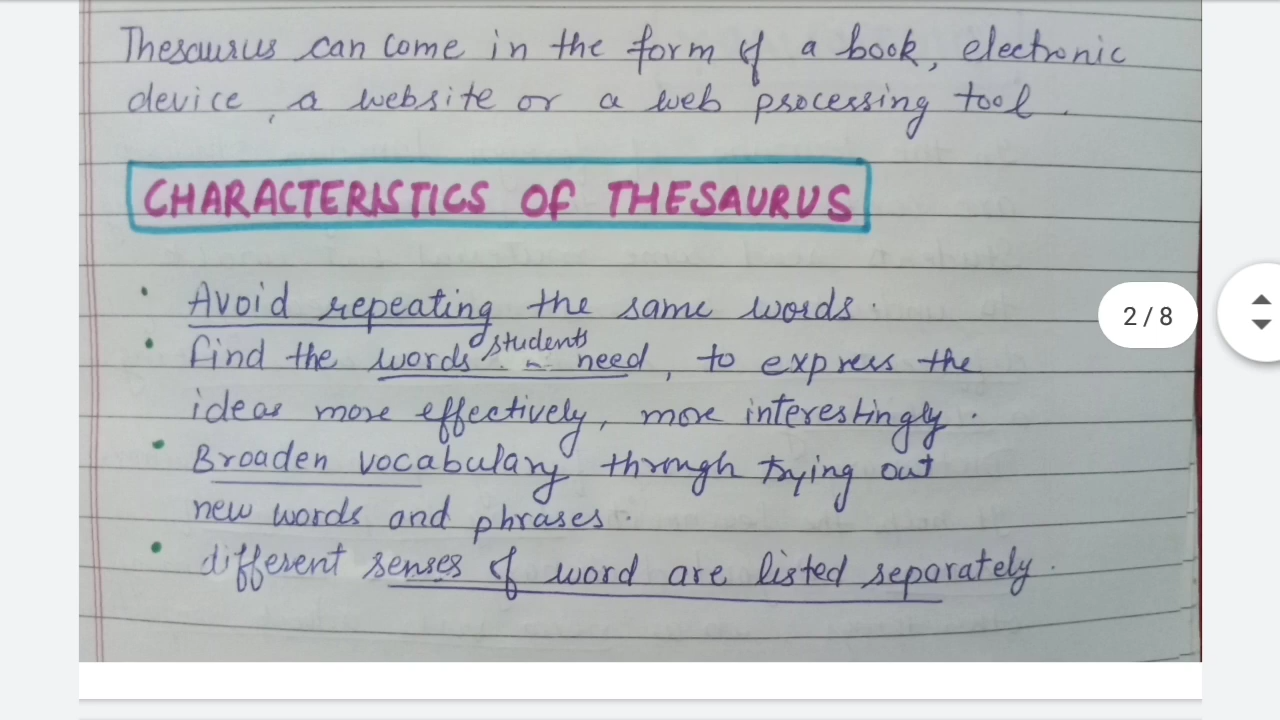 Thesaurus can come in the form of a book, electronic
device, a website or a web processing tool.
CHARACTERISTICS OF THESAURUS
• Avoid repeating the same words.
• find the words students need, to express the
ideas more effectively, more interestingly.
• Broaden vocabulary through trying out
new words and phrases.
• different senses of word are listed separately.
2 / 8